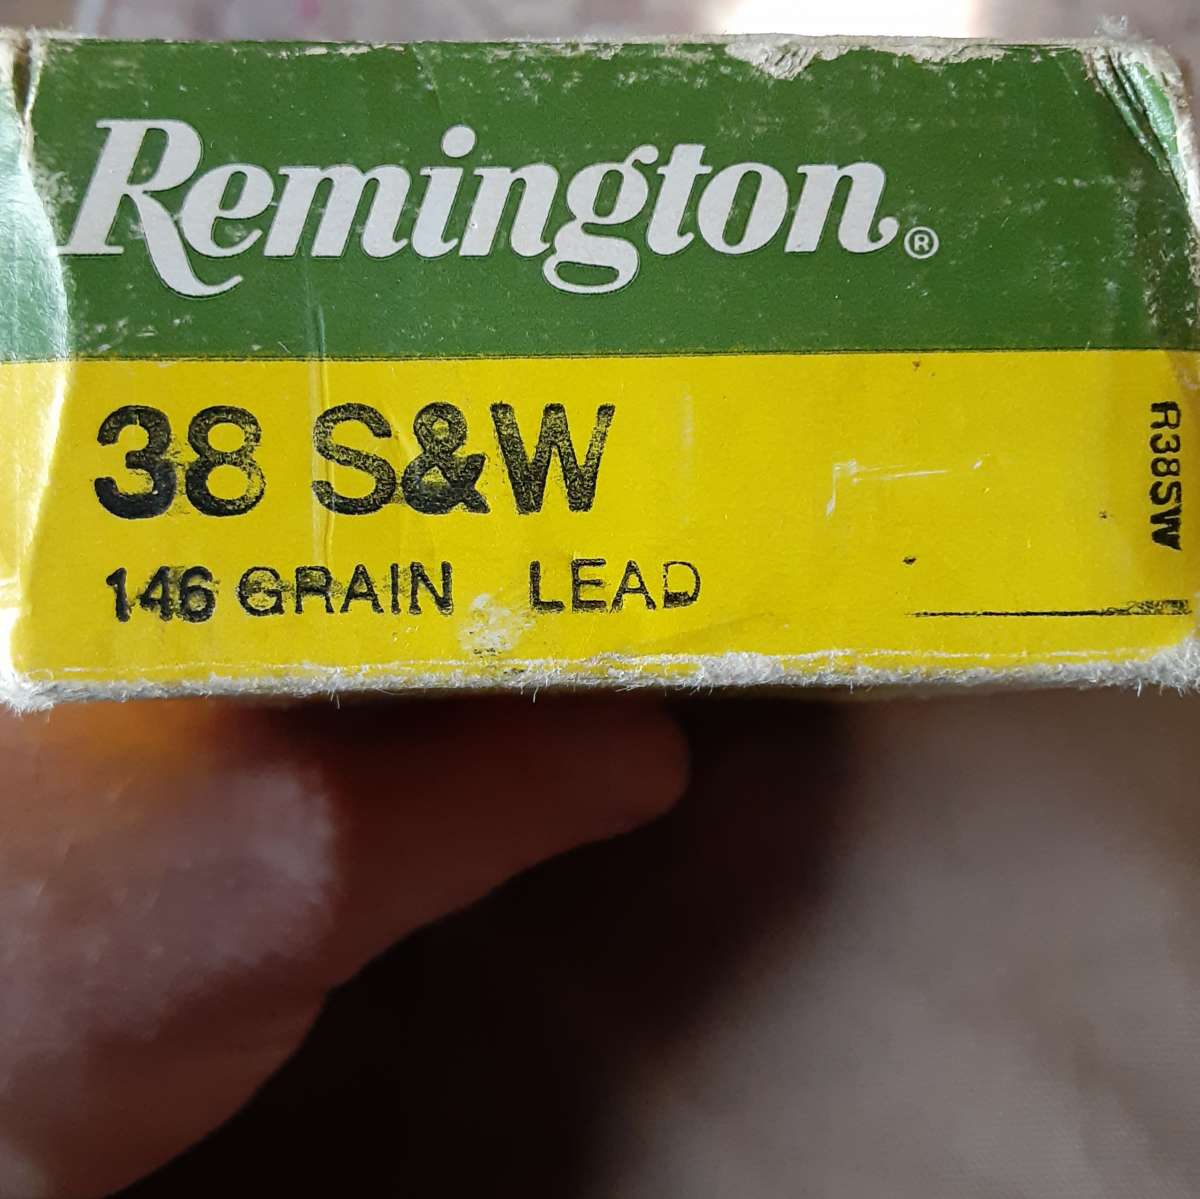 Remington®
38 S&W
146 GRAIN LEAD
R38SW